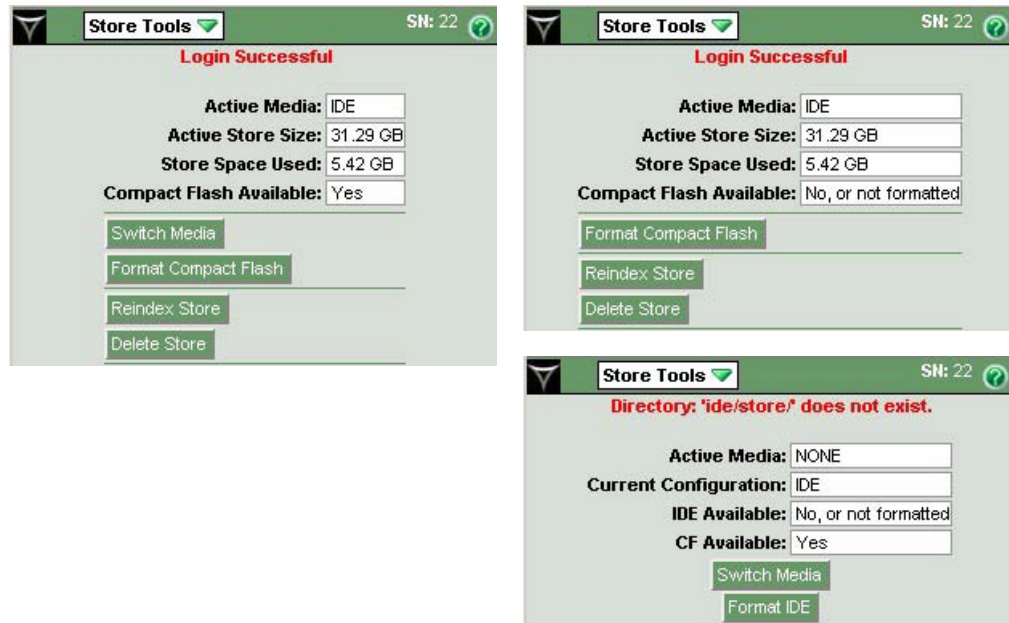 Store Tools SN: 22
Login Successful
Active Media: IDE
Active Store Size: 31.29 GB
Store Space Used: 5.42 GB
Compact Flash Available: Yes
Switch Media
Format Compact Flash
Reindex Store
Delete Store
Store Tools SN: 22
Login Successful
Active Media: IDE
Active Store Size: 31.29 GB
Store Space Used: 5.42 GB
Compact Flash Available: No, or not formatted
Format Compact Flash
Reindex Store
Delete Store
Store Tools SN: 22
Directory: 'ide/store/' does not exist.
Active Media: NONE
Current Configuration: IDE
IDE Available: No, or not formatted
CF Available: Yes
Switch Media
Format IDE